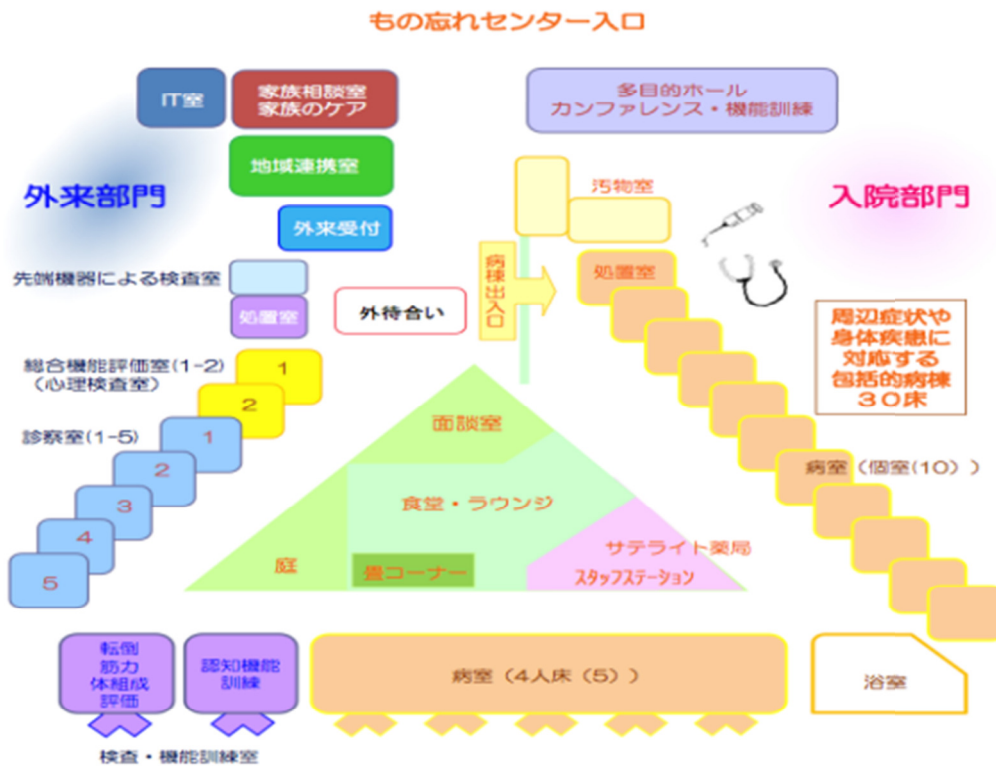 もの忘れセンター入口
IT室
家族相談室
家族のケア
多目的ホール
カンファレンス・機能訓練
地域連携室
外来部門
汚物室
入院部門
外来受付
先端機器による検査室
処置室
外待合い
病棟出入口
処置室
周辺症状や
身体疾患に
対応する
包括的病棟
30床
総合機能評価室(1-2)
(心理検査室)
1
2
診察室(1-5)
1
2
3
4
5
面談室
食堂・ラウンジ
庭
畳コーナー
サテライト薬局
スタッフステーション
病室(個室(10))
転倒
筋力
体組成
評価
認知機能
訓練
病室(4人床(5))
浴室
検査・機能訓練室